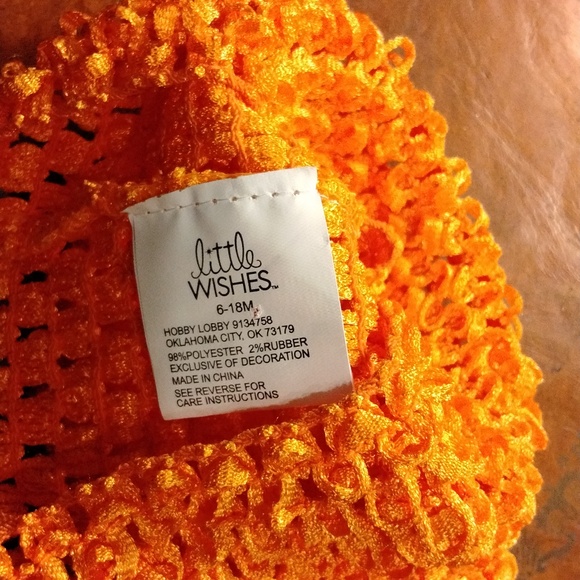 little
WISHES™
6-18M
HOBBY LOBBY 9134758
OKLAHOMA CITY, OK 73179
98%POLYESTER 2%RUBBER
EXCLUSIVE OF DECORATION
MADE IN CHINA
SEE REVERSE FOR
CARE INSTRUCTIONS